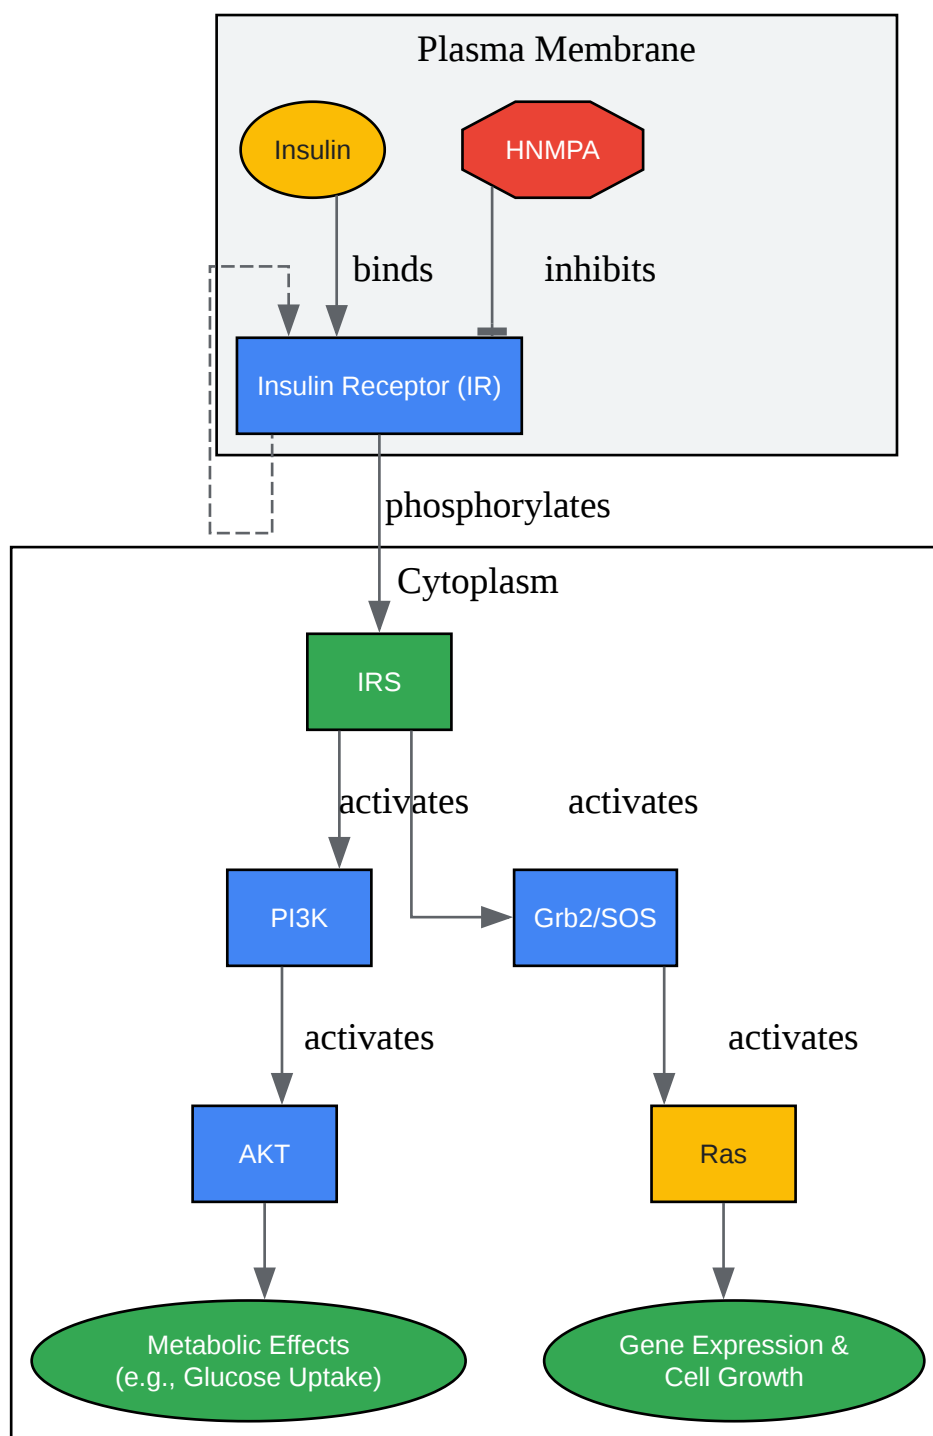 Plasma Membrane
Insulin
HNMPA
binds
inhibits
Insulin Receptor (IR)
phosphorylates
Cytoplasm
IRS
activates
activates
PI3K
Grb2/SOS
activates
activates
AKT
Ras
Metabolic Effects
(e.g., Glucose Uptake)
Gene Expression &
Cell Growth